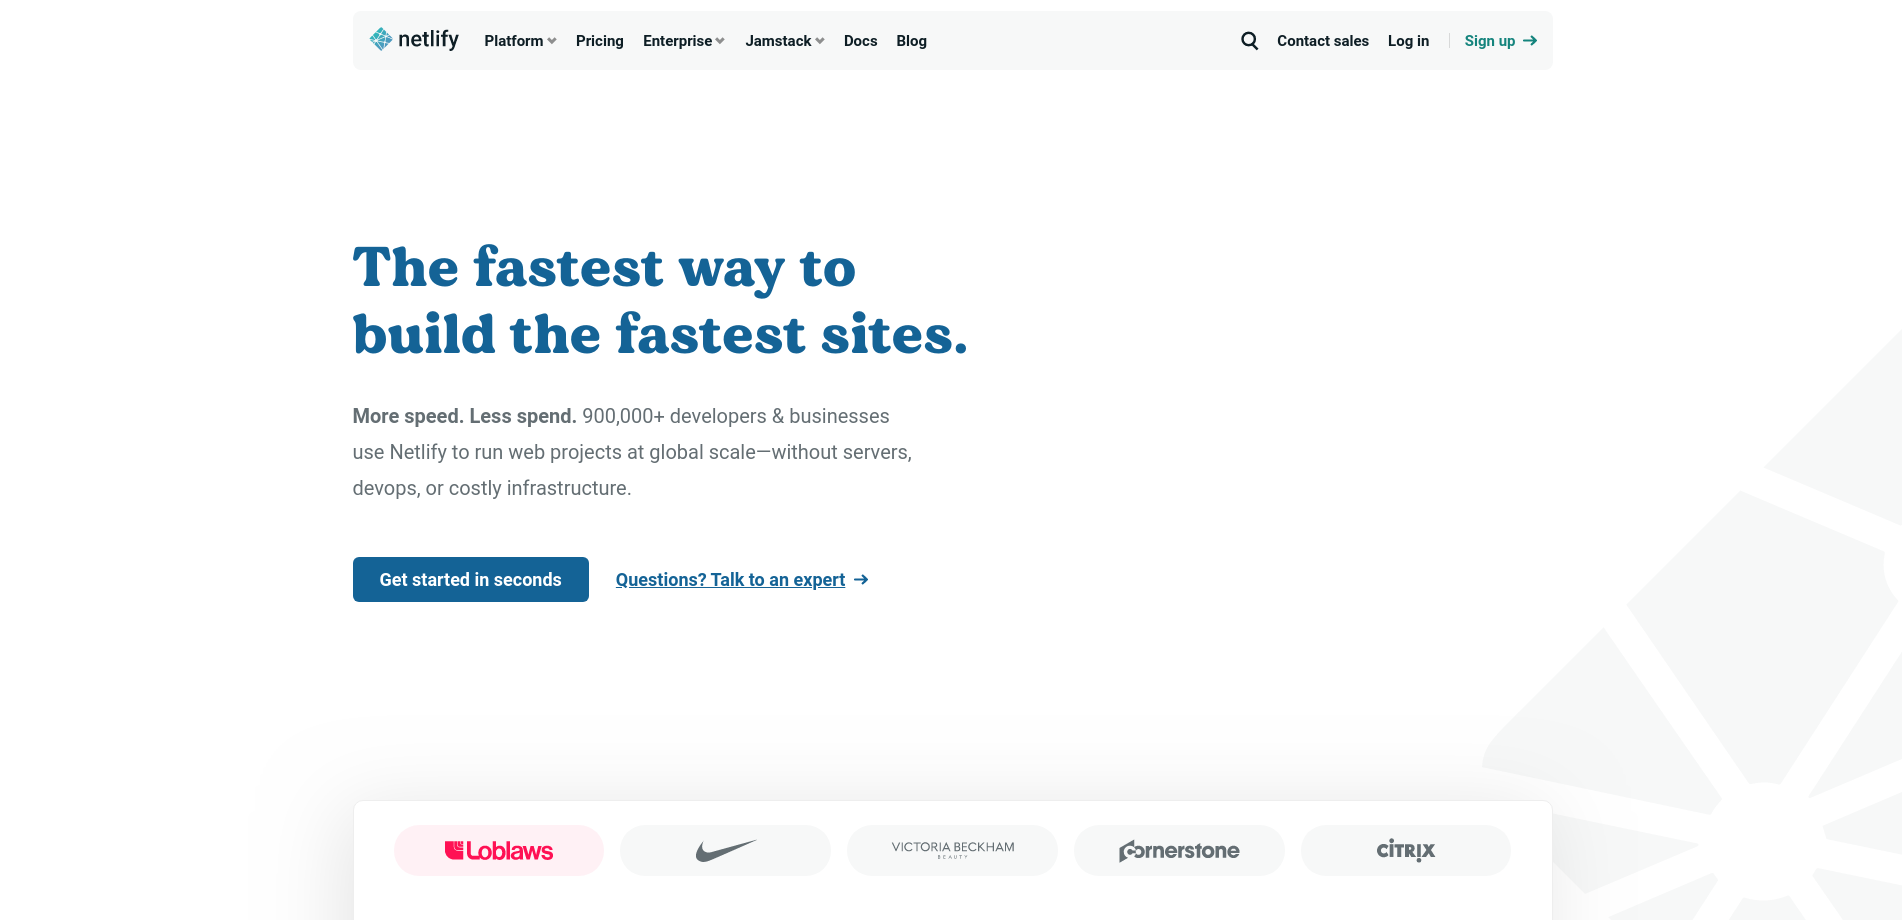 netlify Platform Pricing Enterprise Jamstack Docs Blog Contact sales Log in Sign up
The fastest way to
build the fastest sites.
More speed. Less spend. 900,000+ developers & businesses
use Netlify to run web projects at global scale—without servers,
devops, or costly infrastructure.
Get started in seconds Questions? Talk to an expert
Loblaws VICTORIA BECKHAM Cornerstone CİTRIX
BEAUTY